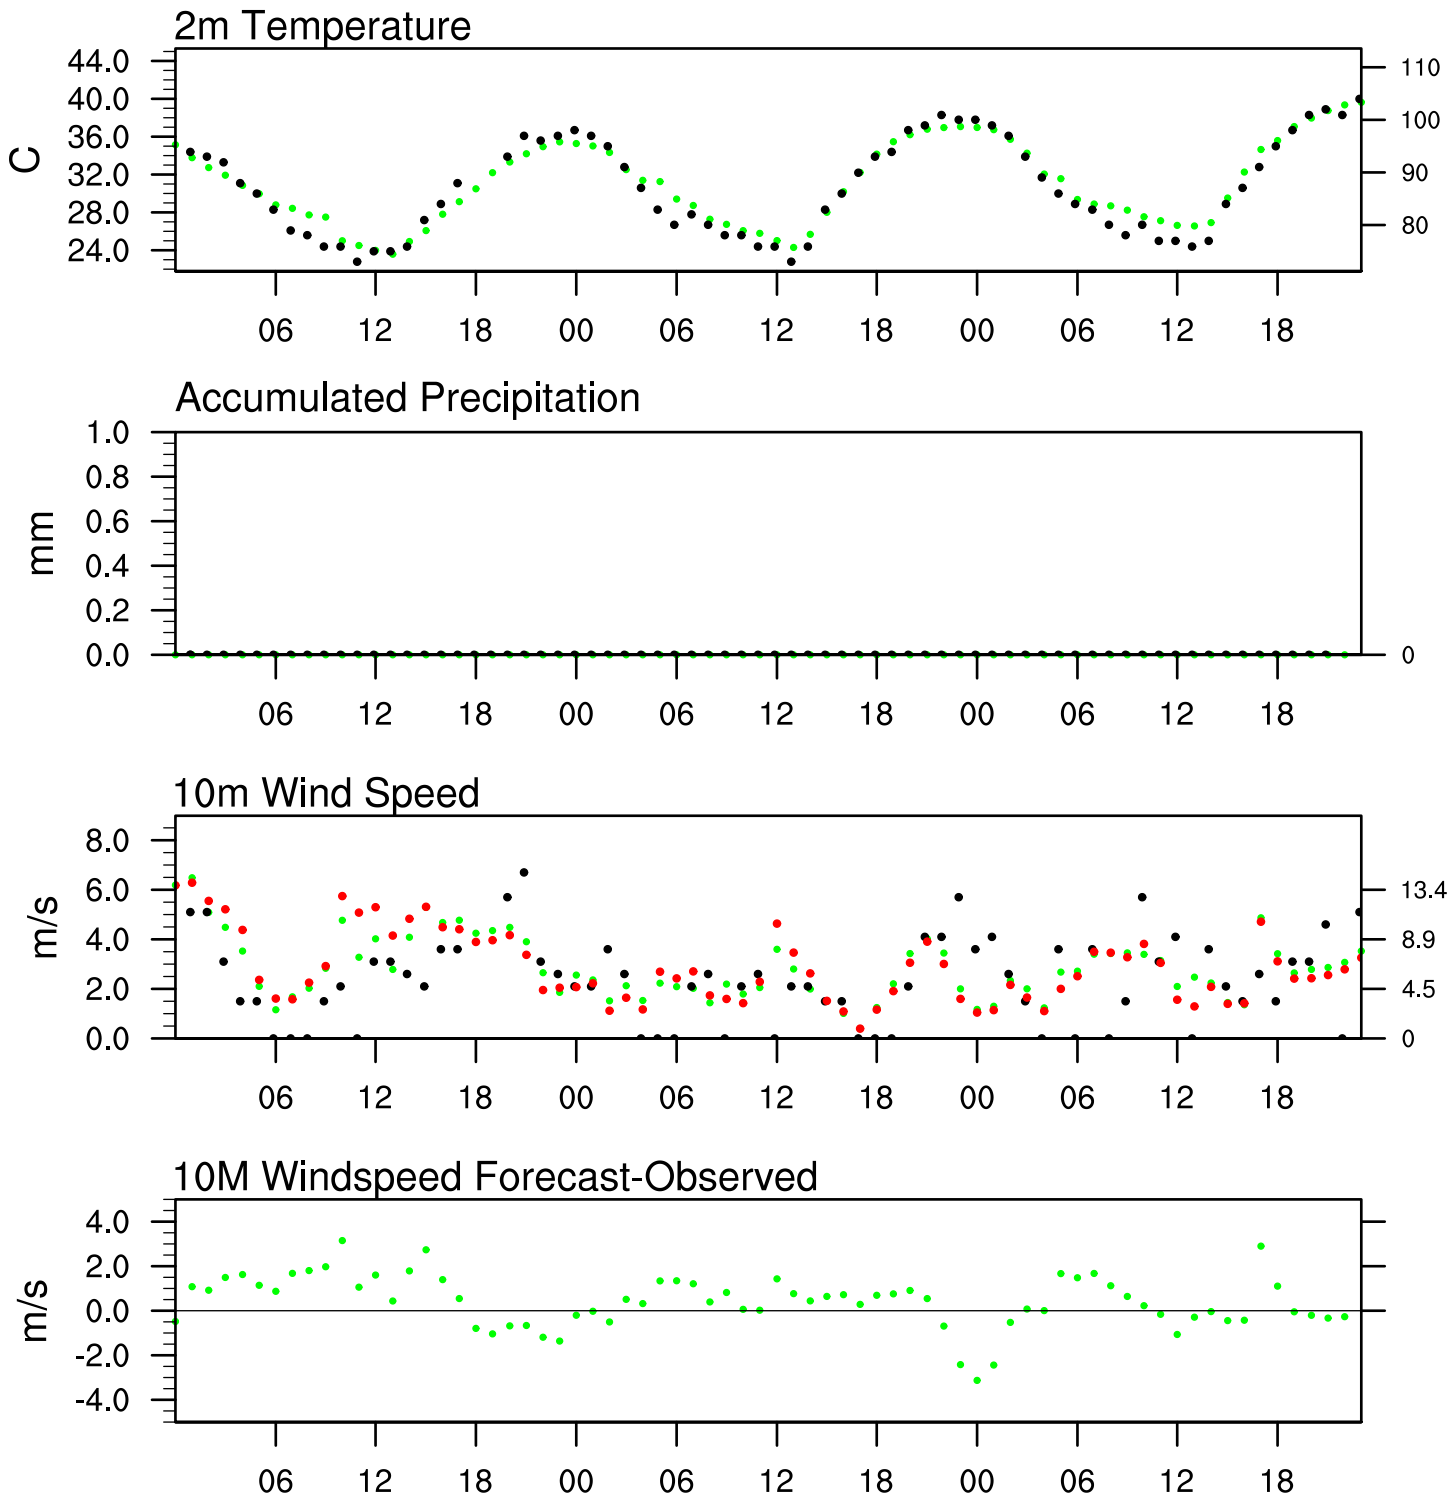 2m Temperature
44.0
40.0
36.0
32.0
28.0
24.0
C
110
100
90
80
06 12 18 00 06 12 18 00 06 12 18
Accumulated Precipitation
1.0
0.8
0.6
0.4
0.2
0.0
mm
0
06 12 18 00 06 12 18 00 06 12 18
10m Wind Speed
8.0
6.0
4.0
2.0
0.0
m/s
13.4
8.9
4.5
0
06 12 18 00 06 12 18 00 06 12 18
10M Windspeed Forecast-Observed
4.0
2.0
0.0
-2.0
-4.0
m/s
06 12 18 00 06 12 18 00 06 12 18